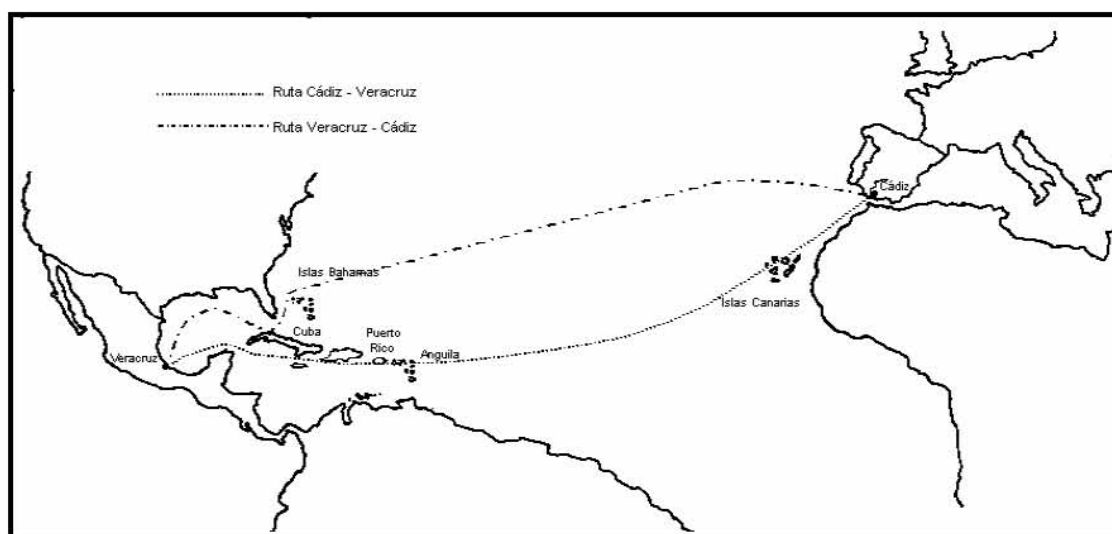 Ruta Cádiz - Veracruz
Ruta Veracruz - Cádiz
Cádiz
Islas Bahamas
Islas Canarias
Cuba
Puerto
Rico
Anguila
Veracruz